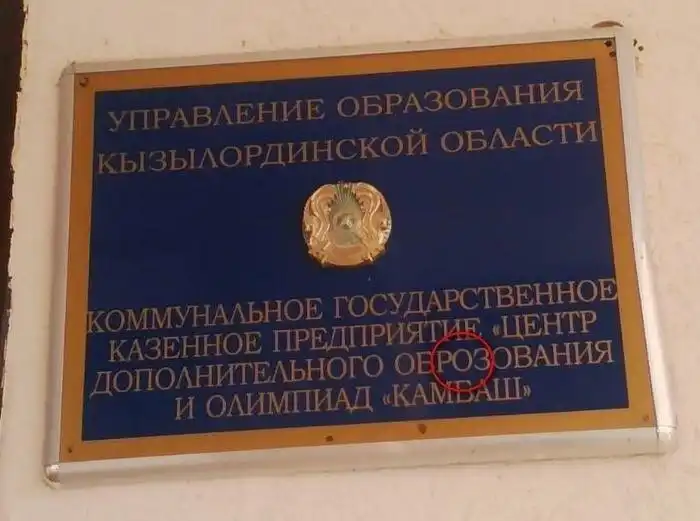 УПРАВЛЕНИЕ ОБРАЗОВАНИЯ
КЫЗЫЛОРДИНСКОЙ ОБЛАСТИ
КОММУНАЛЬНОЕ ГОСУДАРСТВЕННОЕ
КАЗЕННОЕ ПРЕДПРИЯТИЕ «ЦЕНТР
ДОПОЛНИТЕЛЬНОГО ОБРОЗОВАНИЯ
И ОЛИМПИАД «КАМБАШ»